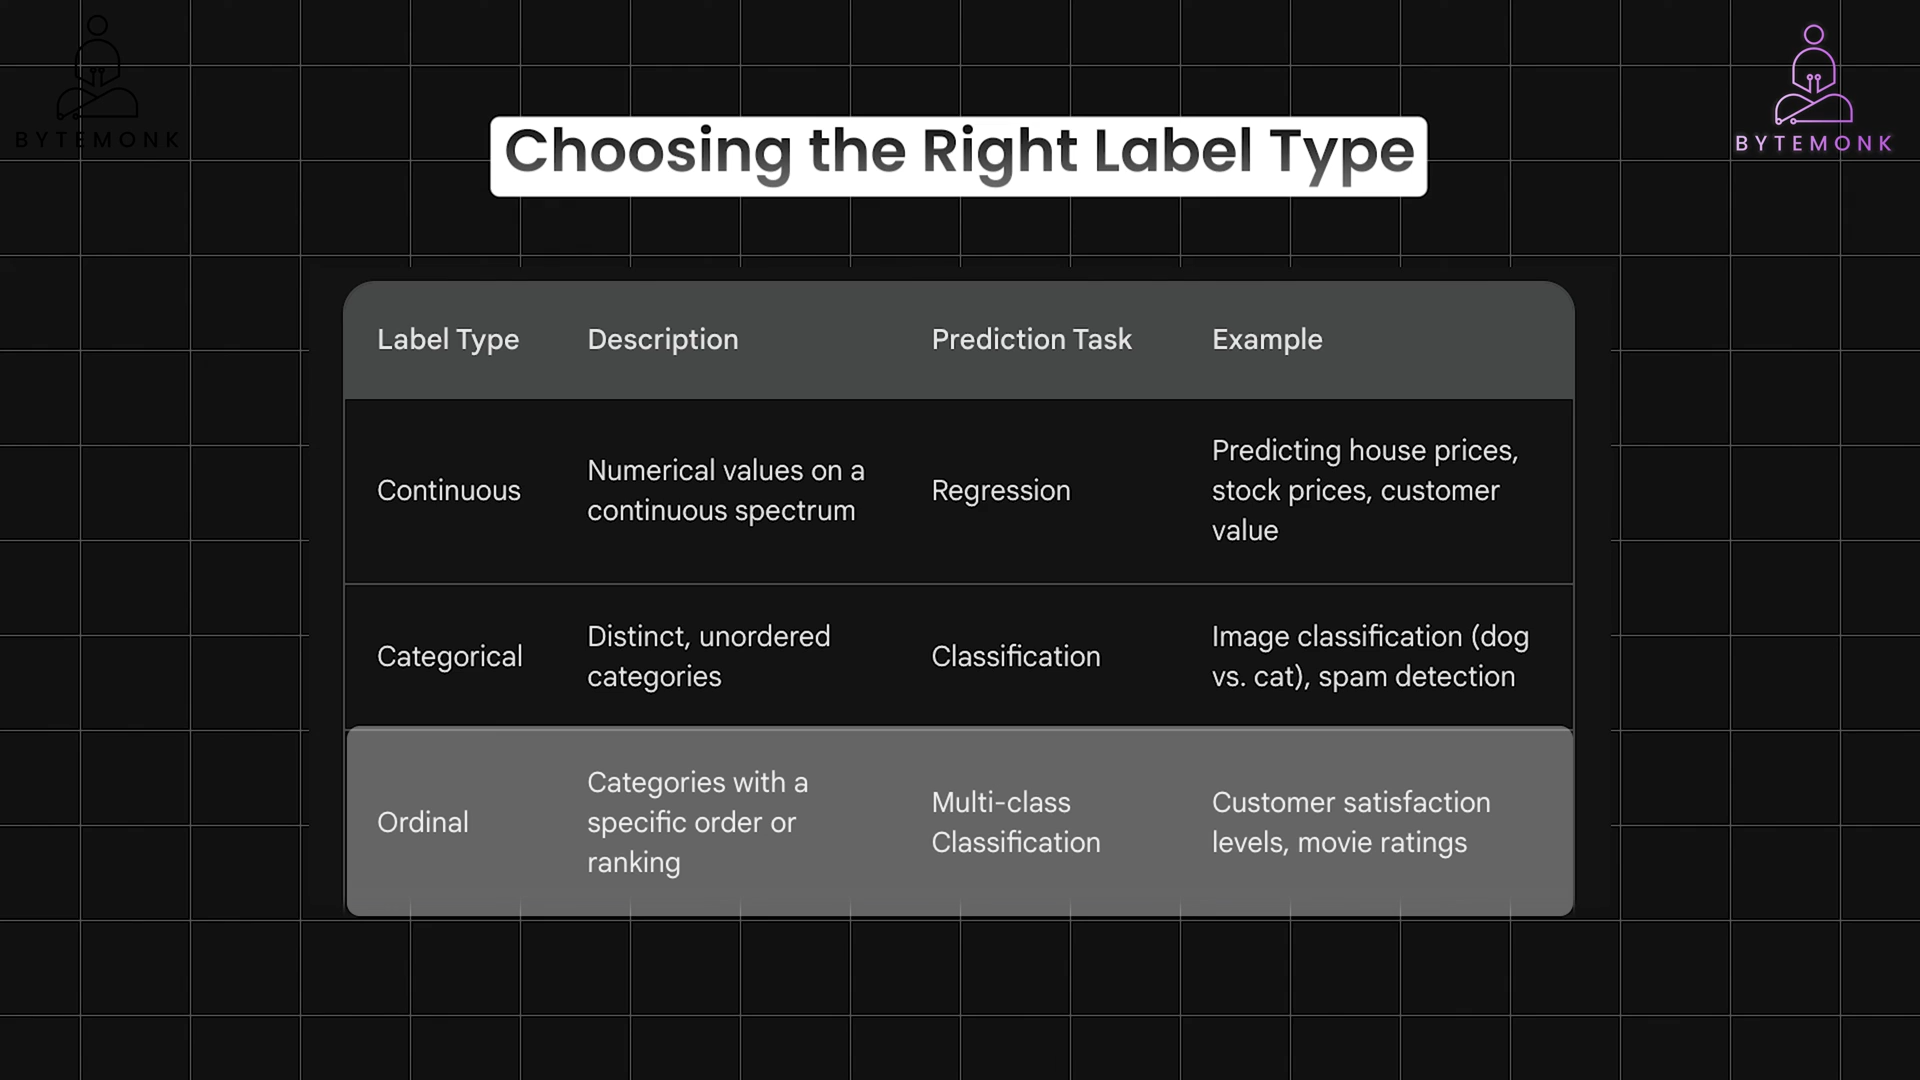 BYTEMONK
BYTEMONK
Choosing the Right Label Type
Label Type
Description
Prediction Task
Example
Continuous
Numerical values on a
continuous spectrum
Regression
Predicting house prices,
stock prices, customer
value
Categorical
Distinct, unordered
categories
Classification
Image classification (dog
vs. cat), spam detection
Ordinal
Categories with a
specific order or
ranking
Multi-class
Classification
Customer satisfaction
levels, movie ratings